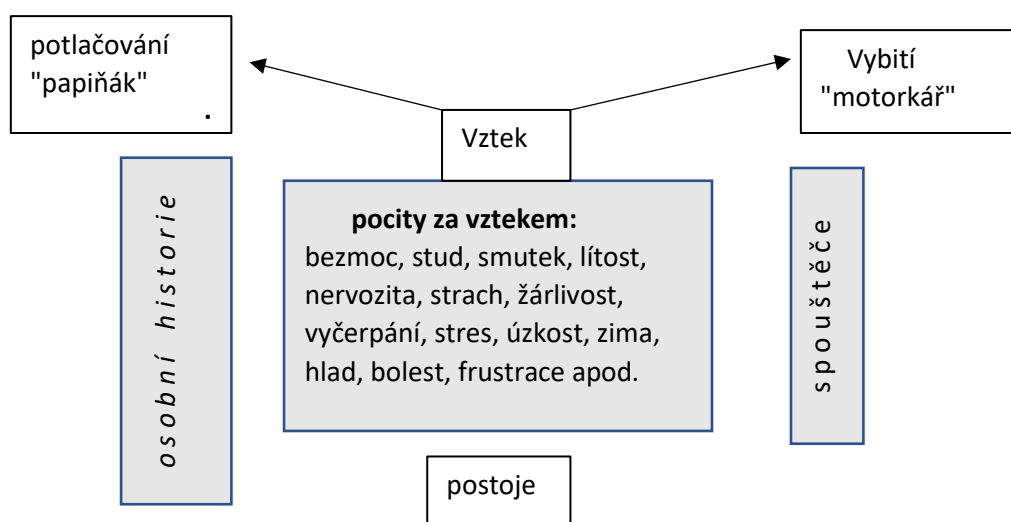 potlačování
"papiňák"
.
Vybití
"motorkář"
Vztek
osobní historie
pocity za vztekem:
bezmoc, stud, smutek, lítost,
nervozita, strach, žárlivost,
vyčerpání, stres, úzkost, zima,
hlad, bolest, frustrace apod.
spouštěče
postoje